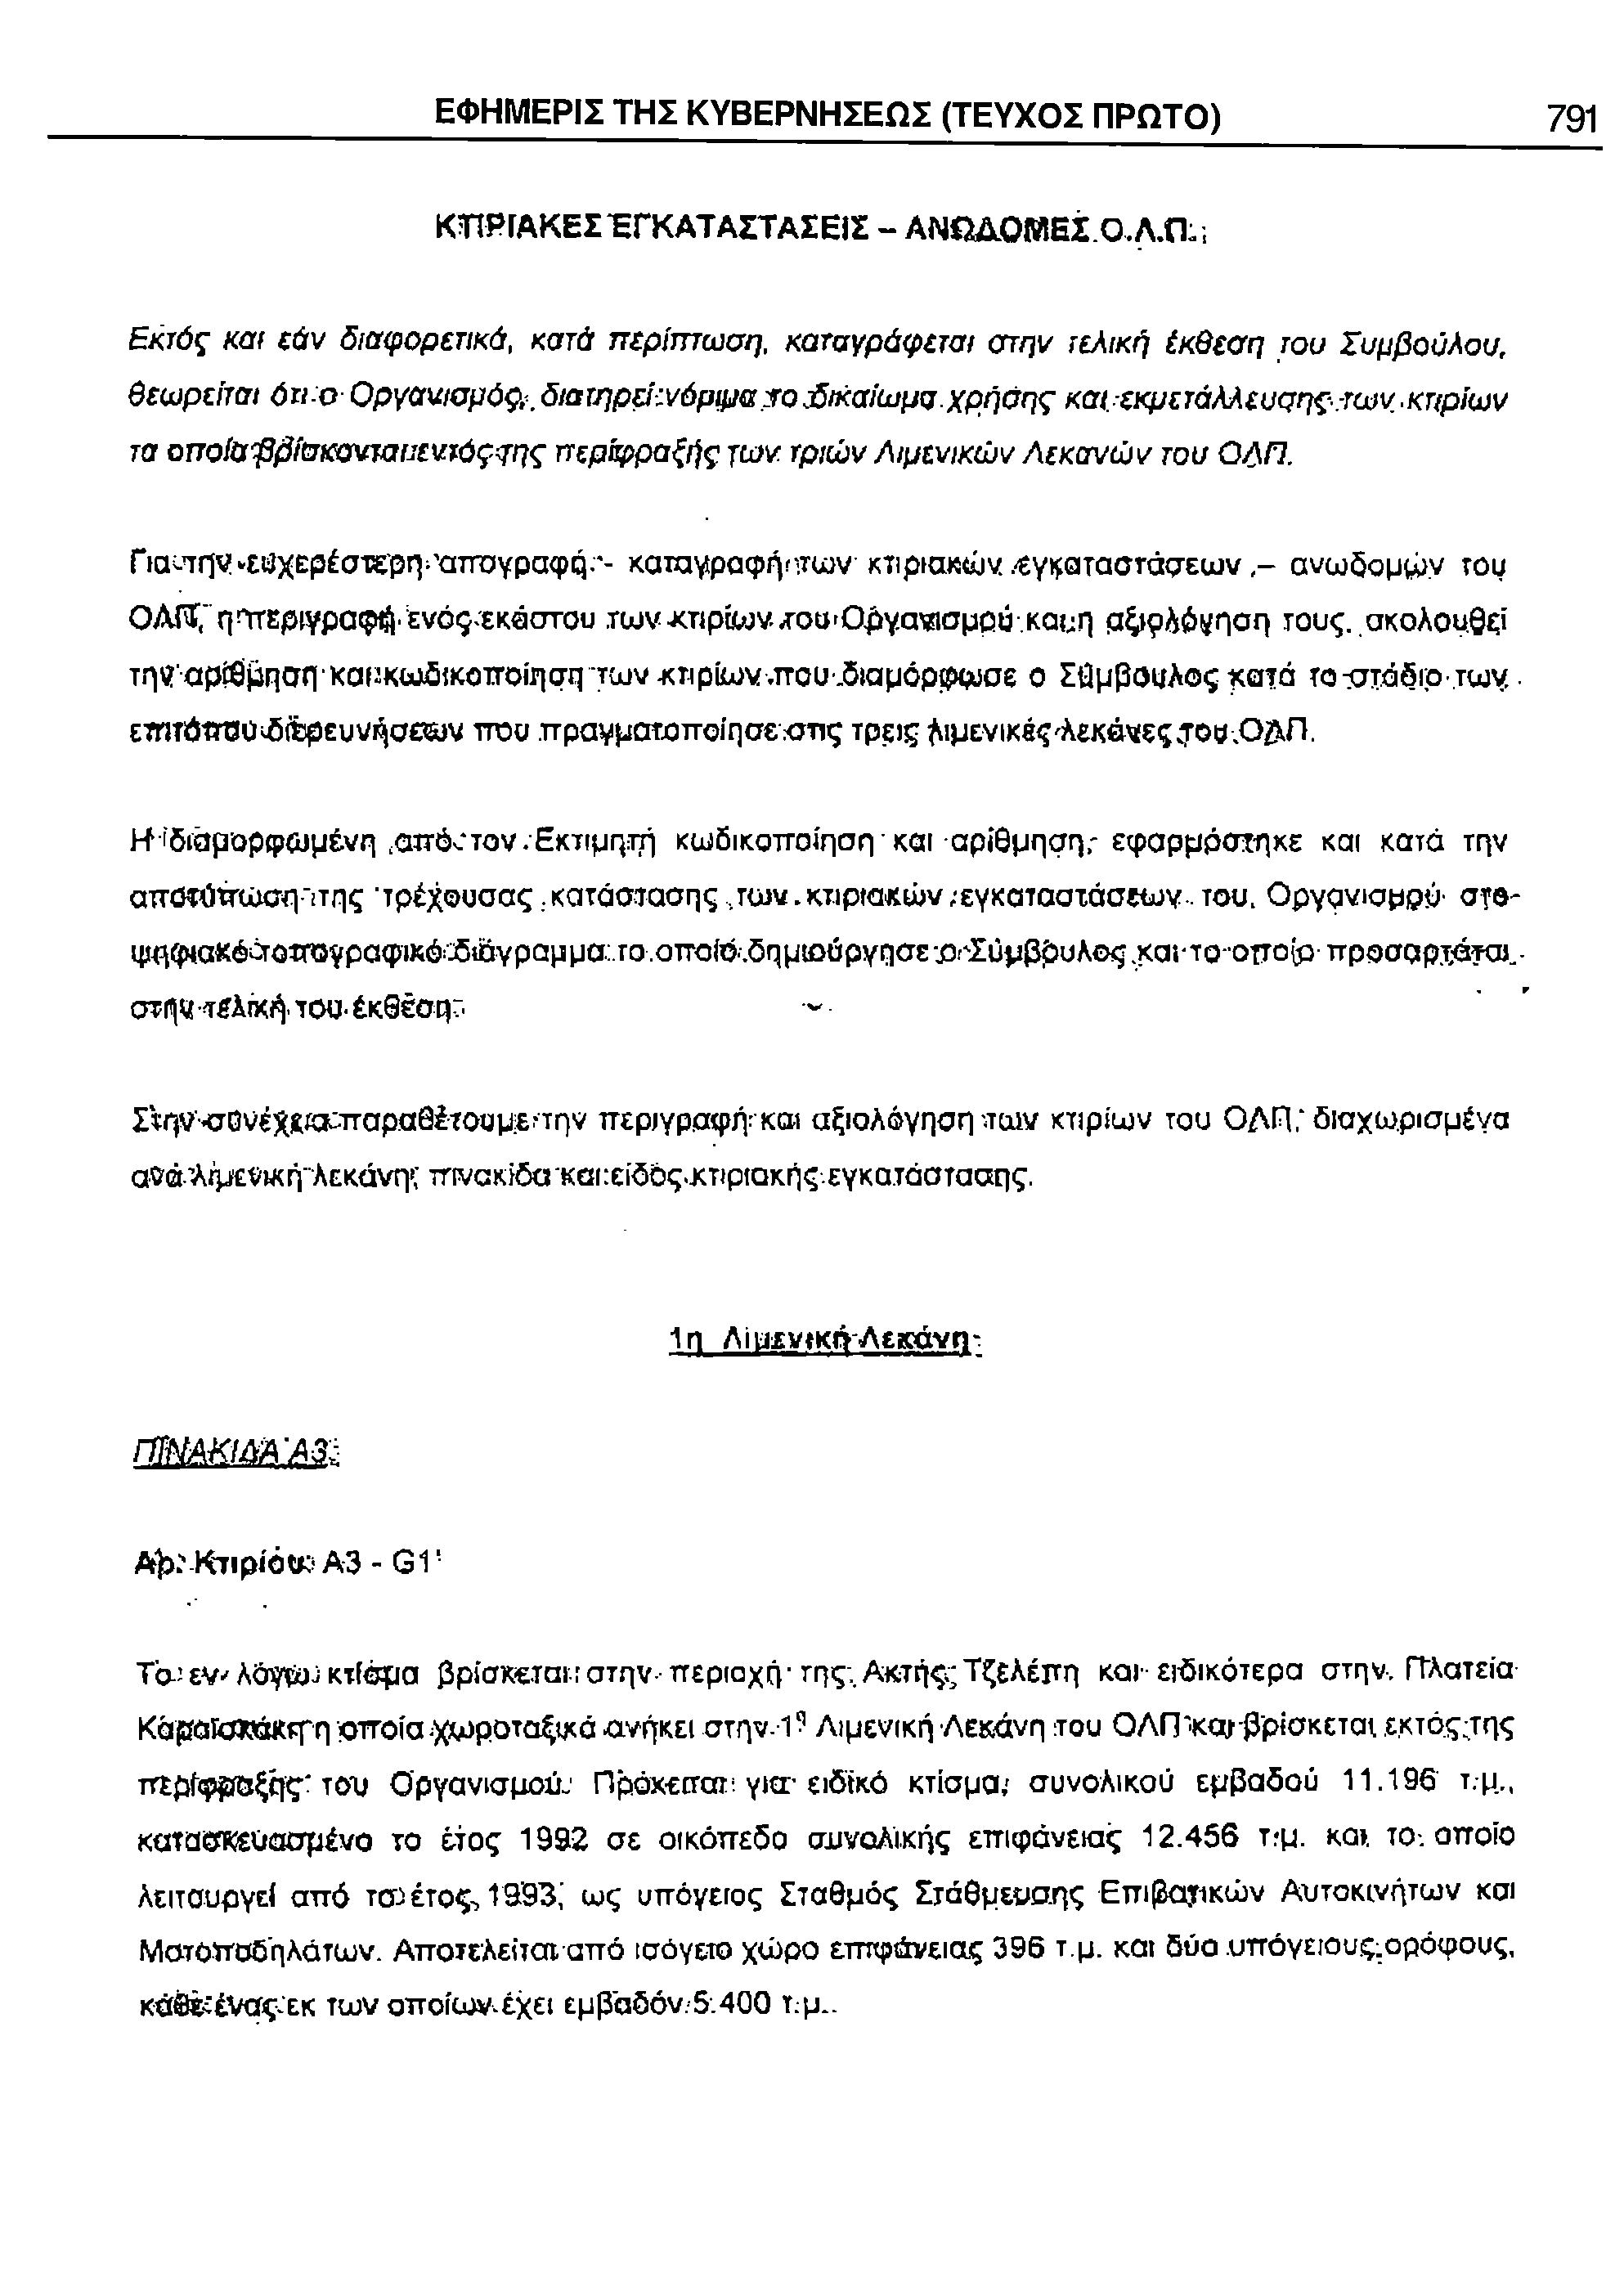 ΕΦΗΜΕΡΙΣ ΤΗΣ ΚΥΒΕΡΝΗΣΕΩΣ (ΤΕΥΧΟΣ ΠΡΩΤΟ) 791
ΚΤΙΡΙΑΚΕΣ ΕΓΚΑΤΑΣΤΑΣΕΙΣ – ΑΝΩΔΟΜΕΣ Ο.Λ.Π.
Εκτός και εάν διαφορετικά, κατά περίπτωση, καταγράφεται στην τελική έκθεση του Συμβούλου,
θεωρείται ότι ο Οργανισμός, διατηρεί νόμιμα το δικαίωμα χρήσης και εκμετάλλευσης των κτιρίων
τα οποία βρίσκονται εντός της περίφραξής των τριών Λιμενικών Λεκανών του ΟΛΠ.
Για την ευχερέστερη απογραφή - καταγραφή των κτιριακών εγκαταστάσεων – ανωδομών του
ΟΛΠ, η περιγραφή ενός εκάστου των κτιρίων του Οργανισμού και η αξιολόγηση τους, ακολουθεί
την αρίθμηση και κωδικοποίηση των κτιρίων που διαμόρφωσε ο Σύμβουλος κατά το στάδιο των
επιτόπου διερευνήσεων που πραγματοποίησε στις τρεις λιμενικές λεκάνες του ΟΛΠ.
Η διαμορφωμένη από τον Εκτιμητή κωδικοποίηση και αρίθμηση, εφαρμόστηκε και κατά την
αποτύπωση της τρέχουσας κατάστασης των κτιριακών εγκαταστάσεων του Οργανισμού στο
ψηφιακό τοπογραφικό διάγραμμα το οποίο δημιούργησε ο Σύμβουλος και το οποίο προσαρτάται
στην τελική του έκθεση.
Στην συνέχεια παραθέτουμε την περιγραφή και αξιολόγηση των κτιρίων του ΟΛΠ, διαχωρισμένα
ανά λιμενική λεκάνη, πινακίδα και είδος κτιριακής εγκατάστασης.
1η Λιμενική Λεκάνη
ΠΙΝΑΚΙΔΑ Α3
Αρ. Κτιρίου: Α3 - G1
Το εν λόγω κτίσμα βρίσκεται στην περιοχή της Ακτής Τζελέπη και ειδικότερα στην Πλατεία
Καραϊσκάκη η οποία χωροταξικά ανήκει στην 1η Λιμενική Λεκάνη του ΟΛΠ και βρίσκεται εκτός της
περίφραξης του Οργανισμού. Πρόκειται για ειδικό κτίσμα, συνολικού εμβαδού 11.196 τ.μ.,
κατασκευασμένο το έτος 1992 σε οικόπεδο συνολικής επιφάνειας 12.456 τ.μ. και το οποίο
λειτουργεί από το έτος 1993, ως υπόγειος Σταθμός Στάθμευσης Επιβατικών Αυτοκινήτων και
Μοτοποδηλάτων. Αποτελείται από ισόγειο χώρο επιφάνειας 396 τ.μ. και δύο υπόγειους ορόφους,
κάθε ένας εκ των οποίων έχει εμβαδόν 5.400 τ.μ..